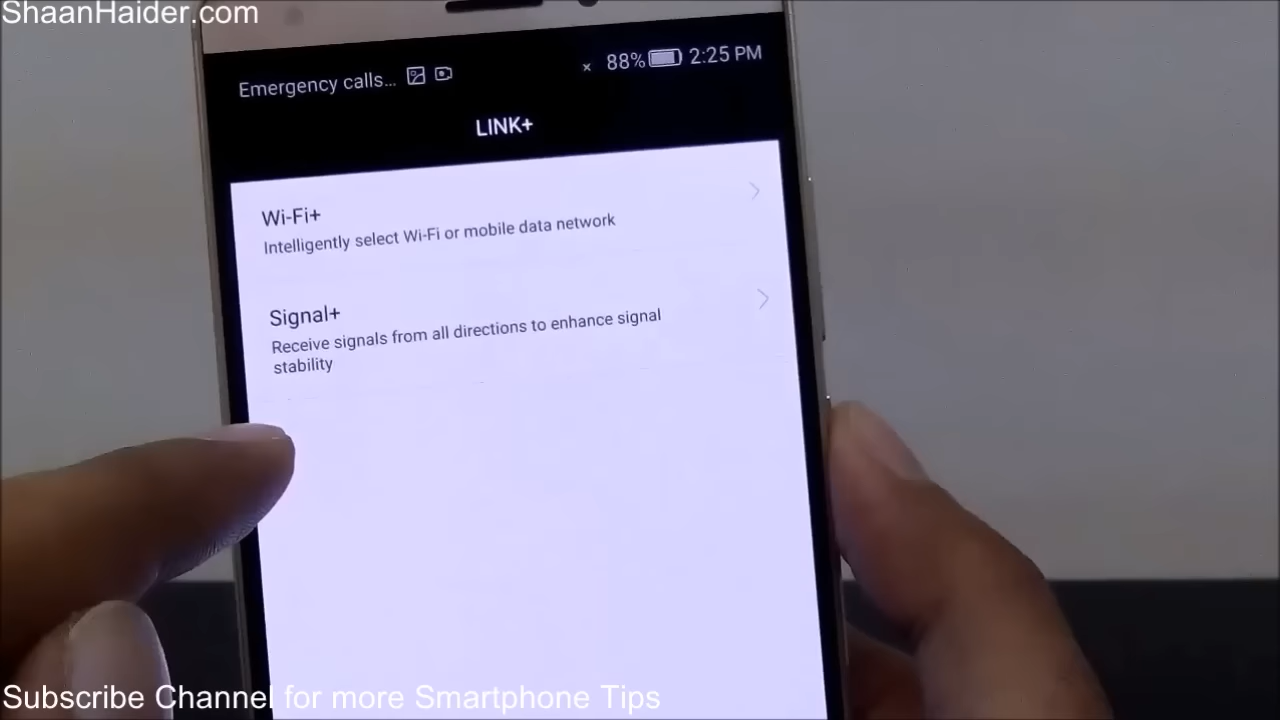 ShaanHaider.com
Emergency calls... 88% 2:25 PM
LINK+
Wi-Fi+
Intelligently select Wi-Fi or mobile data network
Signal+
Receive signals from all directions to enhance signal
stability
Subscribe Channel for more Smartphone Tips